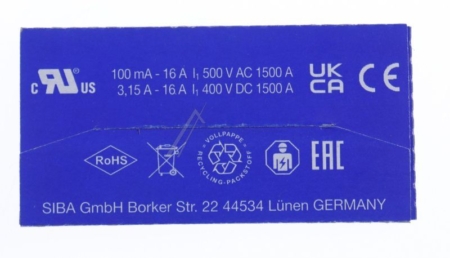 c RU US
100 mA - 16 A I₁ 500 V AC 1500 A
3,15 A - 16 A I₁ 400 V DC 1500 A
UK
CA CE
RoHS
VOLLPAPPE
RECYCLING-PACKSTOFF
EAC
SIBA GmbH Borker Str. 22 44534 Lünen GERMANY